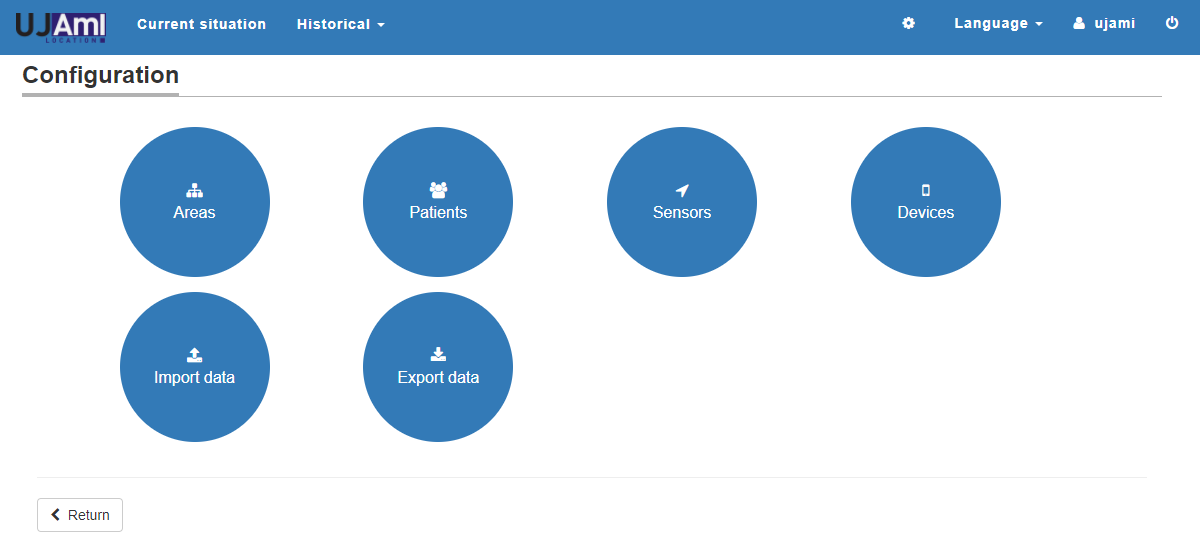 UJAmI Current situation Historical Language ujami
LOCATION
Configuration
Areas Patients Sensors Devices
Import data Export data
Return